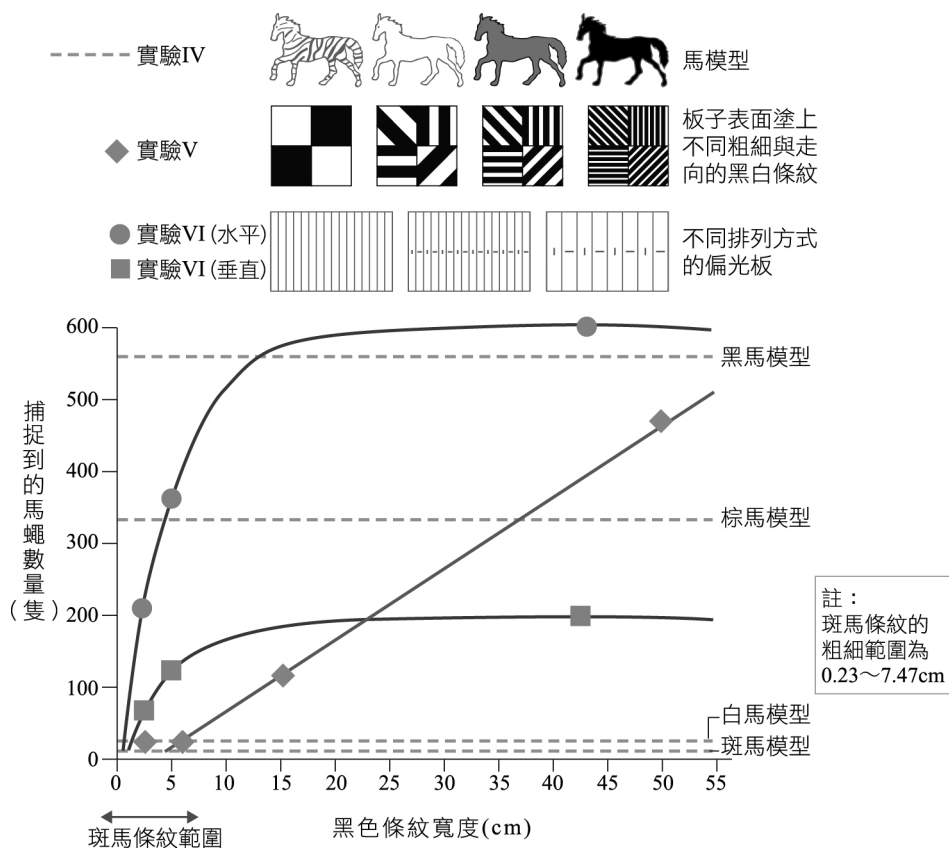 實驗IV
馬模型
實驗V
板子表面塗上
不同粗細與走
向的黑白條紋
實驗VI(水平)
實驗VI(垂直)
不同排列方式
的偏光板
捕捉到的馬蠅數量(隻)
600
500
400
300
200
100
0
黑馬模型
棕馬模型
白馬模型
斑馬模型
註：
斑馬條紋的
粗細範圍為
0.23～7.47cm
0 5 10 15 20 25 30 35 40 45 50 55
斑馬條紋範圍
黑色條紋寬度(cm)